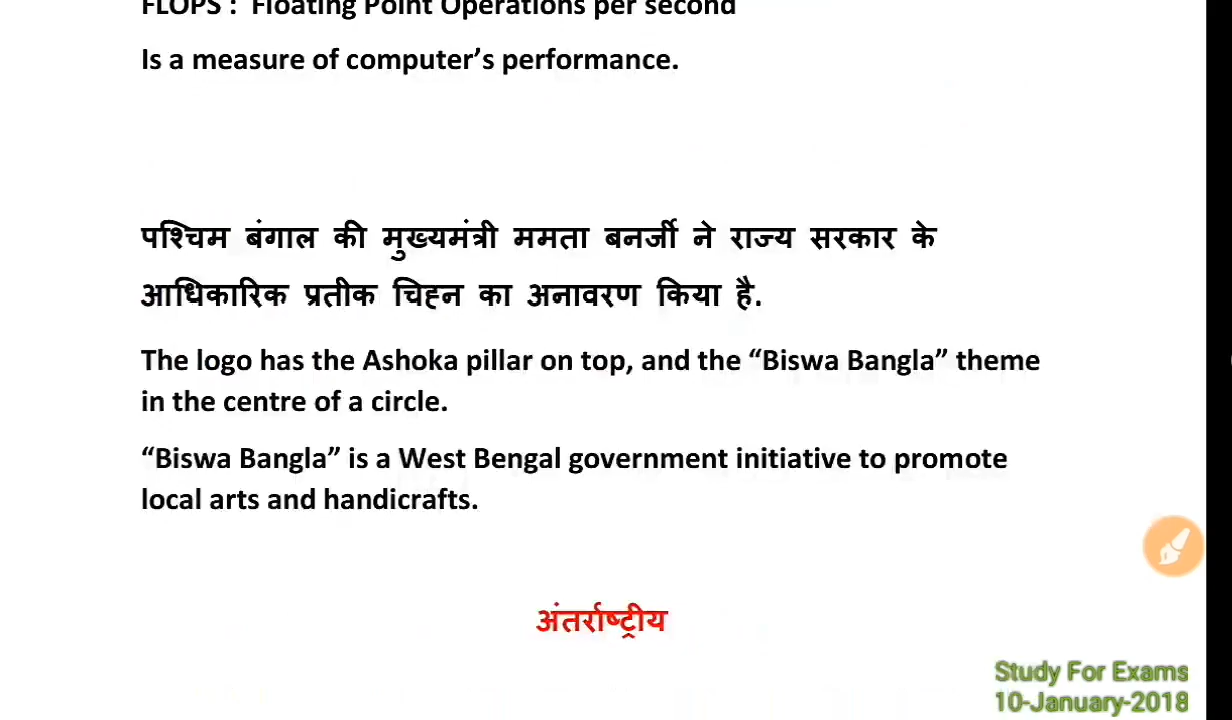 FLOPS : Floating Point Operations per second
Is a measure of computer’s performance.
पश्चिम बंगाल की मुख्यमंत्री ममता बनर्जी ने राज्य सरकार के
आधिकारिक प्रतीक चिह्न का अनावरण किया है.
The logo has the Ashoka pillar on top, and the “Biswa Bangla” theme
in the centre of a circle.
“Biswa Bangla” is a West Bengal government initiative to promote
local arts and handicrafts.
अंतर्राष्ट्रीय
Study For Exams
10-January-2018